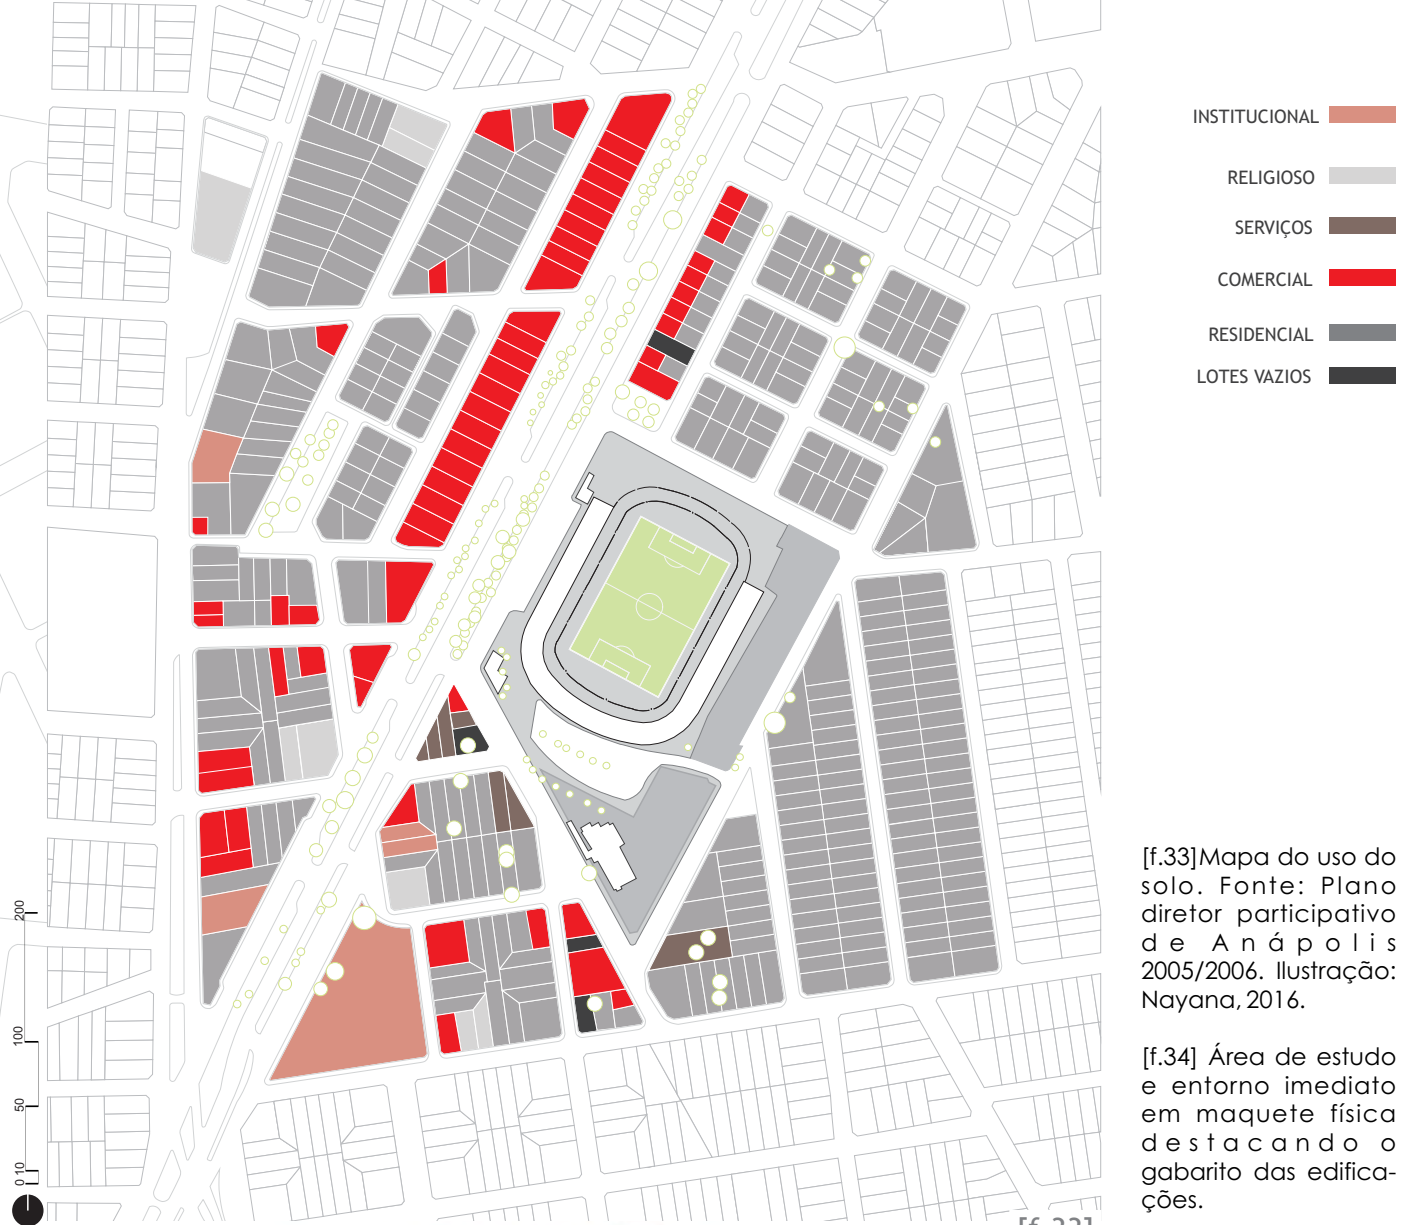 INSTITUCIONAL
RELIGIOSO
SERVIÇOS
COMERCIAL
RESIDENCIAL
LOTES VAZIOS
[f.33]Mapa do uso do
solo. Fonte: Plano
diretor participativo
de Anápolis
2005/2006. Ilustração:
Nayana, 2016.
[f.34] Área de estudo
e entorno imediato
em maquete física
destacando o
gabarito das edifica-
ções.
200
100
50
10
0